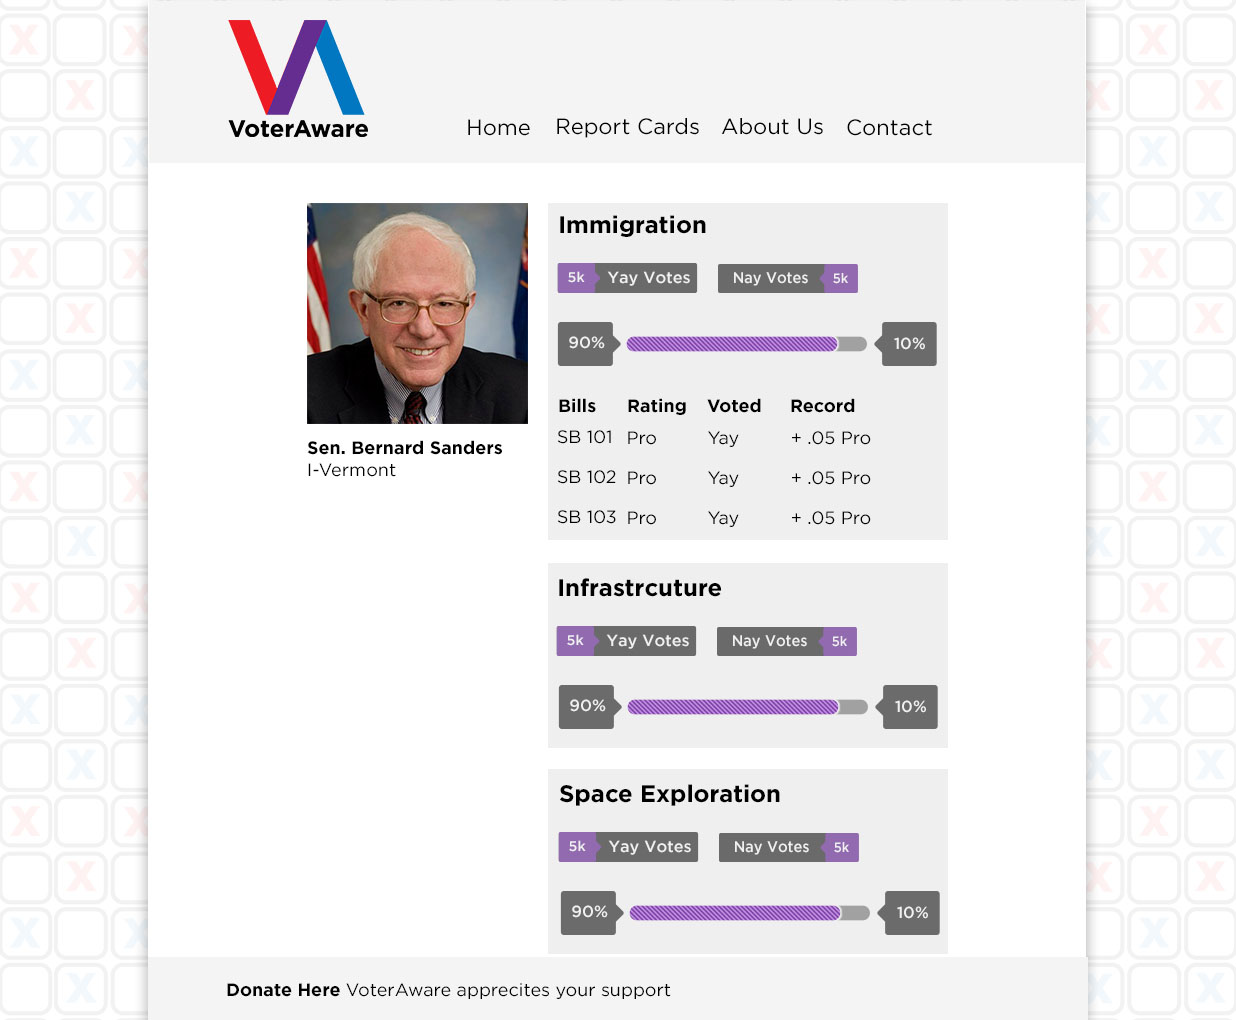 VoterAware
Home Report Cards About Us Contact
Sen. Bernard Sanders
I-Vermont
Immigration
5k Yay Votes Nay Votes 5k
90% 10%
Bills Rating Voted Record
SB 101 Pro Yay + .05 Pro
SB 102 Pro Yay + .05 Pro
SB 103 Pro Yay + .05 Pro
Infrastrcuture
5k Yay Votes Nay Votes 5k
90% 10%
Space Exploration
5k Yay Votes Nay Votes 5k
90% 10%
Donate Here VoterAware apprecites your support